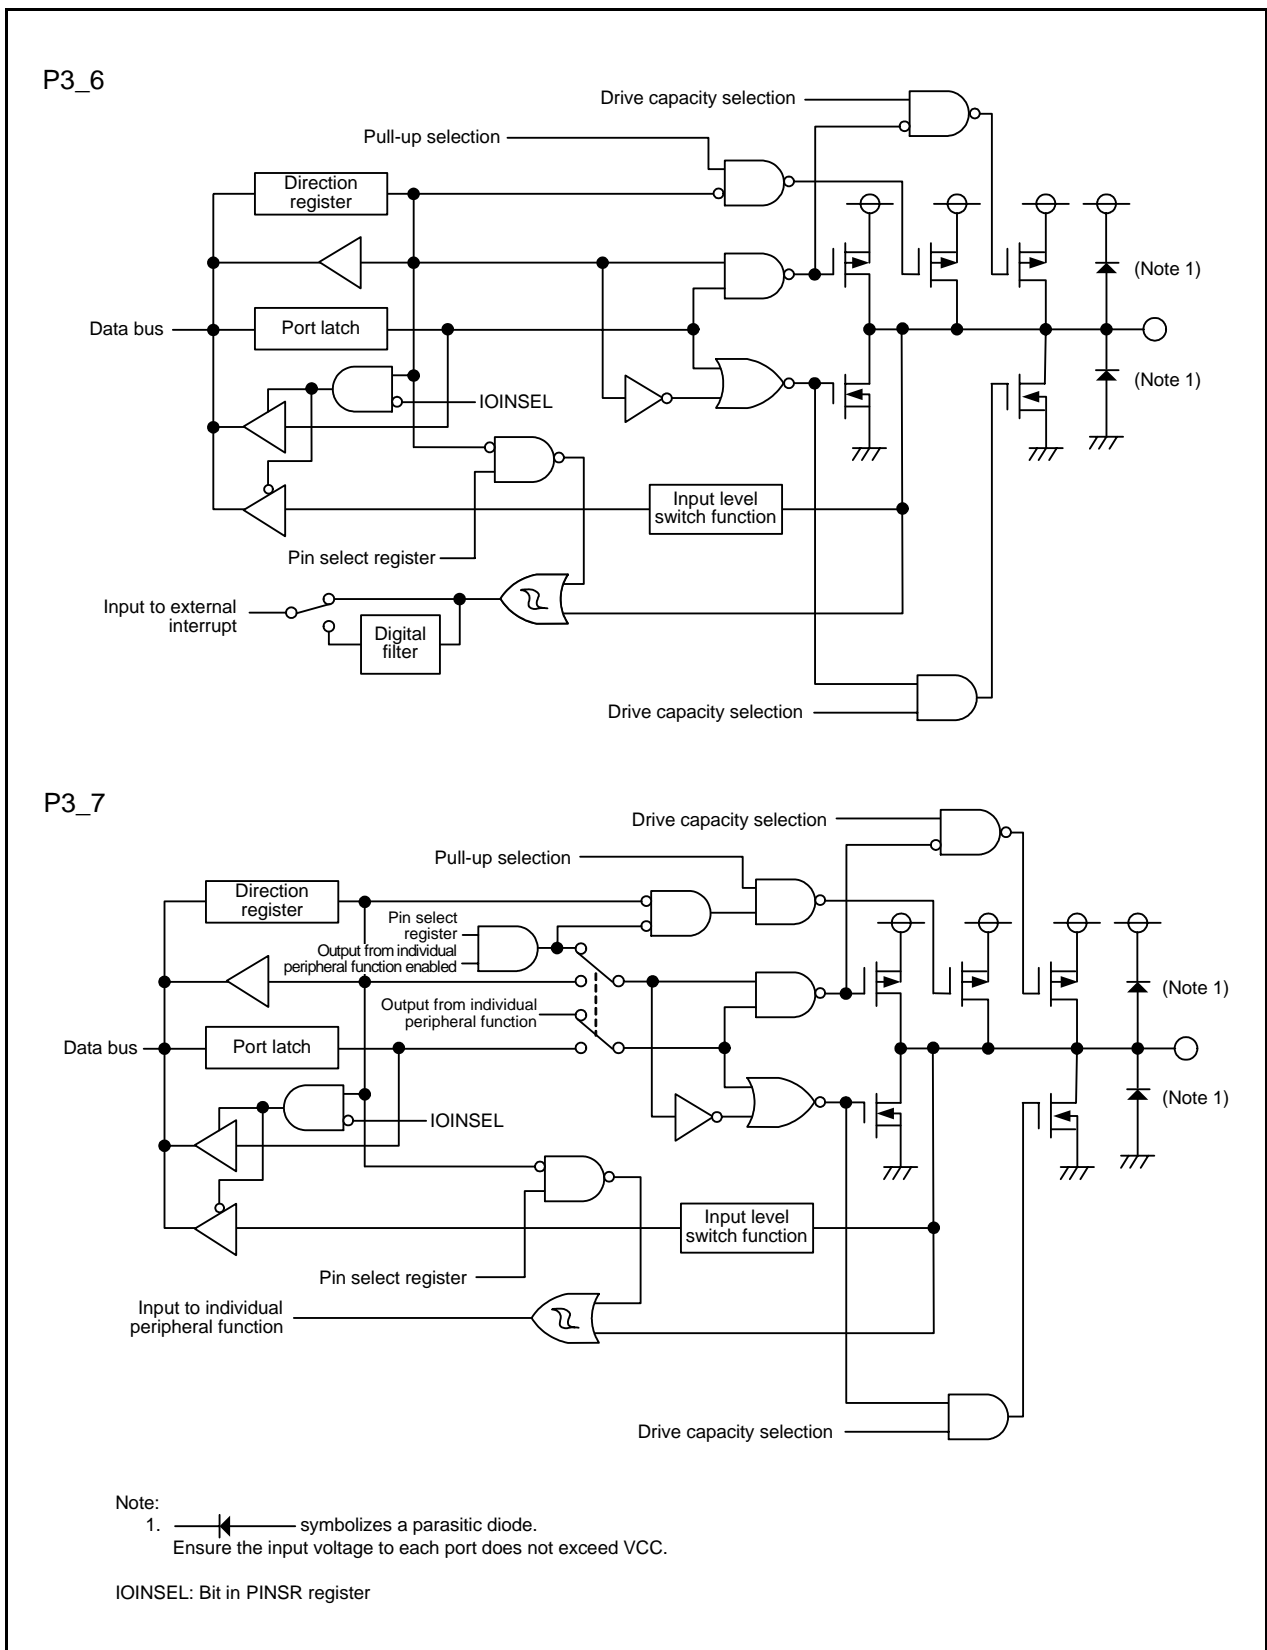 P3_6
Drive capacity selection
Pull-up selection
Direction
register
(Note 1)
Data bus
Port latch
(Note 1)
IOINSEL
Input level
switch function
Pin select register
Input to external
interrupt
Digital
filter
Drive capacity selection
P3_7
Drive capacity selection
Pull-up selection
Direction
register
Pin select
register
Output from individual
peripheral function enabled
(Note 1)
Output from individual
peripheral function
Data bus
Port latch
(Note 1)
IOINSEL
Input level
switch function
Pin select register
Input to individual
peripheral function
Drive capacity selection
Note:
1. symbolizes a parasitic diode.
Ensure the input voltage to each port does not exceed VCC.
IOINSEL: Bit in PINSR register